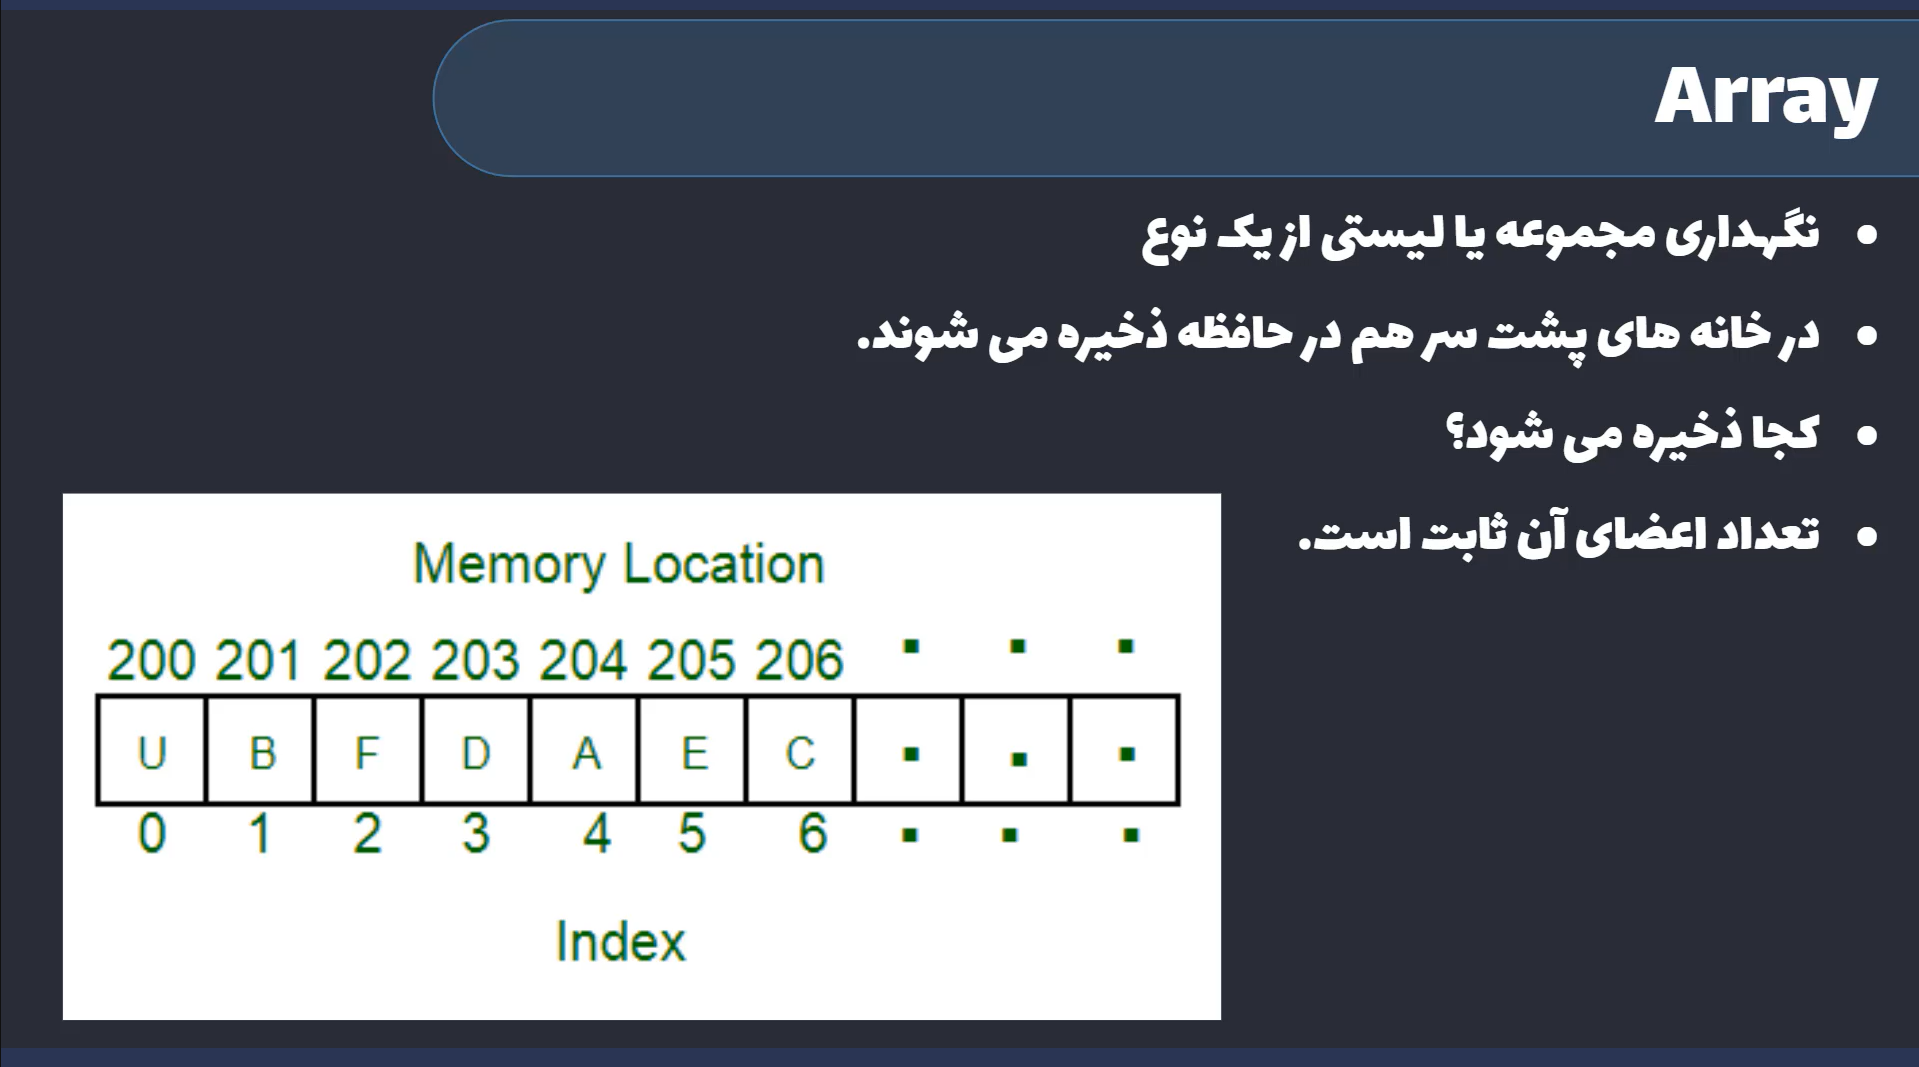 Array
نگهداری مجموعه یا لیستی از یک نوع
در خانه های پشت سر هم در حافظه ذخیره می شوند.
کجا ذخیره می شود؟
تعداد اعضای آن ثابت است.
Memory Location
200 201 202 203 204 205 206 . . .
U B F D A E C . . .
0 1 2 3 4 5 6 . . .
Index